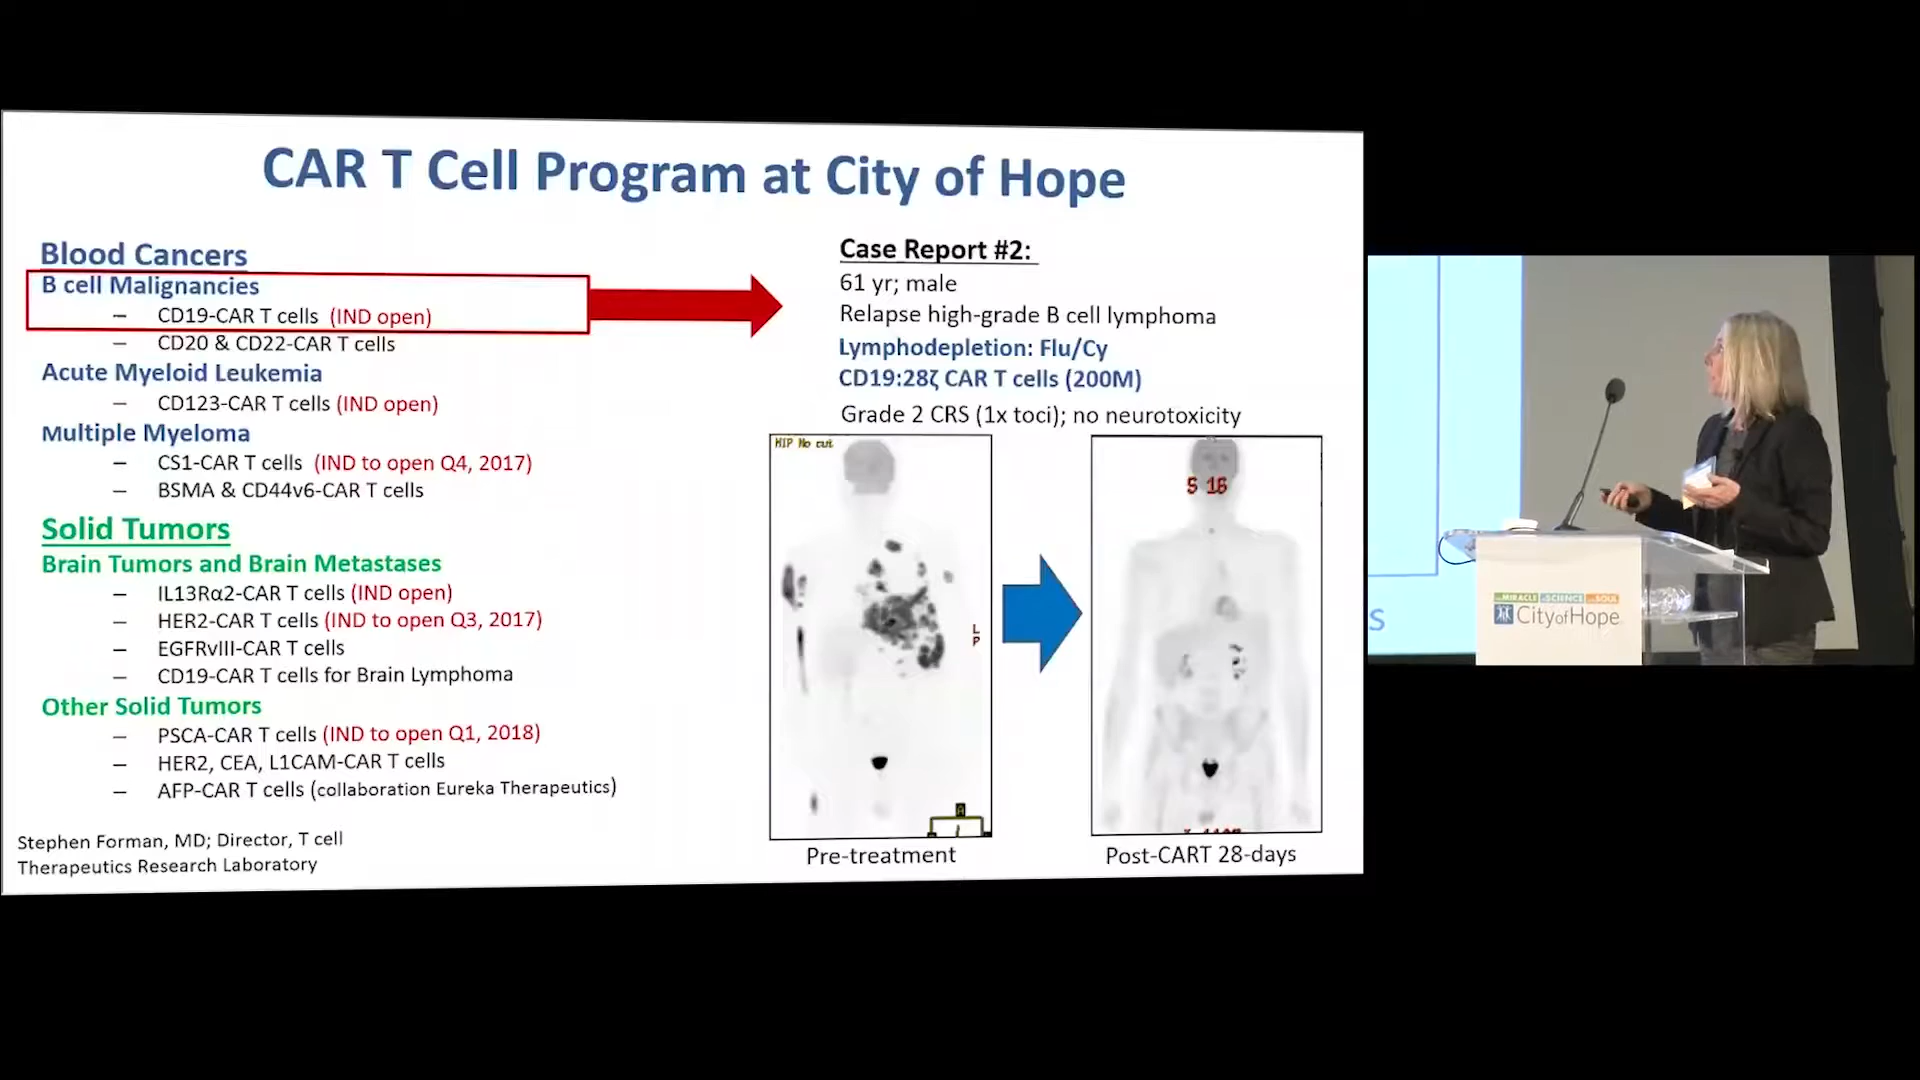 CAR T Cell Program at City of Hope
Blood Cancers
B cell Malignancies
– CD19-CAR T cells (IND open)
– CD20 & CD22-CAR T cells
Acute Myeloid Leukemia
– CD123-CAR T cells (IND open)
Multiple Myeloma
– CS1-CAR T cells (IND to open Q4, 2017)
– BSMA & CD44v6-CAR T cells
Solid Tumors
Brain Tumors and Brain Metastases
– IL13Rα2-CAR T cells (IND open)
– HER2-CAR T cells (IND to open Q3, 2017)
– EGFRvIII-CAR T cells
– CD19-CAR T cells for Brain Lymphoma
Other Solid Tumors
– PSCA-CAR T cells (IND to open Q1, 2018)
– HER2, CEA, L1CAM-CAR T cells
– AFP-CAR T cells (collaboration Eureka Therapeutics)
Stephen Forman, MD; Director, T cell
Therapeutics Research Laboratory
Case Report #2:
61 yr; male
Relapse high-grade B cell lymphoma
Lymphodepletion: Flu/Cy
CD19:28ζ CAR T cells (200M)
Grade 2 CRS (1x toci); no neurotoxicity
MIP No cut
L
P
A
Pre-treatment
S 16
Post-CART 28-days
S
MIRACLE SCIENCE SOUL
City of Hope